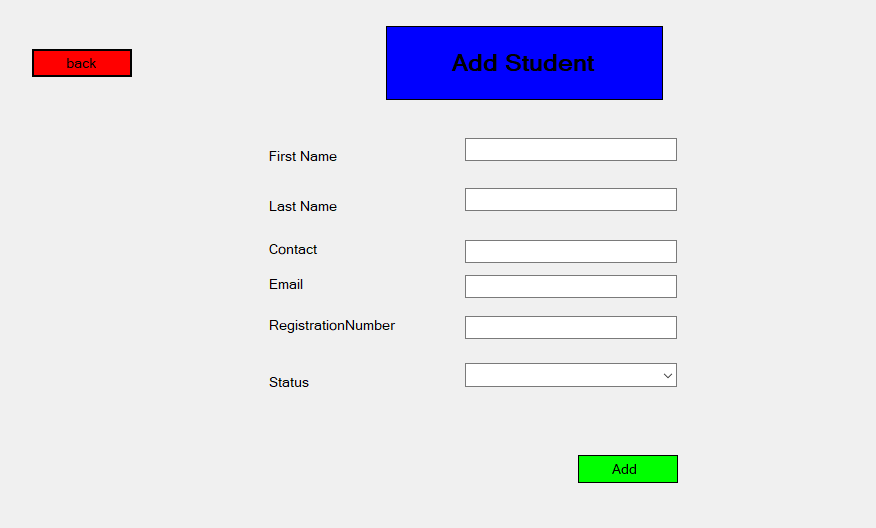 back
Add Student
First Name
Last Name
Contact
Email
RegistrationNumber
Status
Add